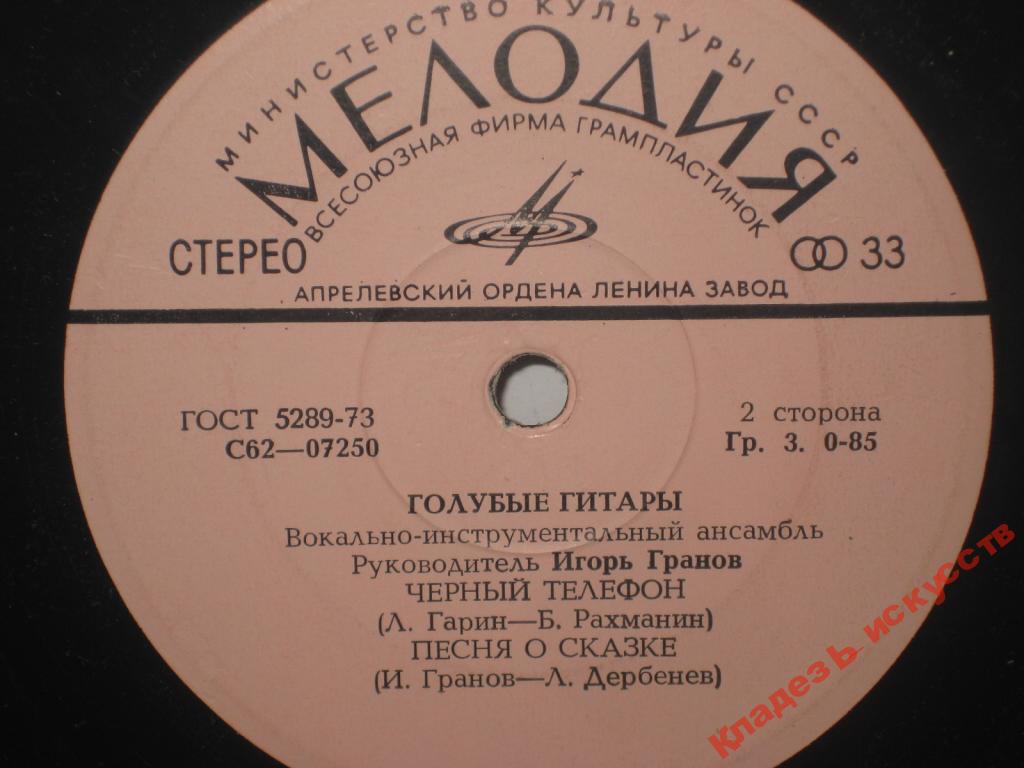 МИНИСТЕРСТВО КУЛЬТУРЫ СССР
МЕЛОДИЯ
ВСЕСОЮЗНАЯ ФИРМА ГРАМПЛАСТИНОК
СТЕРЕО
33
АПРЕЛЕВСКИЙ ОРДЕНА ЛЕНИНА ЗАВОД
ГОСТ 5289-73
С62—07250
2 сторона
Гр. 3. 0-85
ГОЛУБЫЕ ГИТАРЫ
Вокально-инструментальный ансамбль
Руководитель Игорь Гранов
ЧЕРНЫЙ ТЕЛЕФОН
(Л. Гарин—Б. Рахманин)
ПЕСНЯ О СКАЗКЕ
(И. Гранов—Л. Дербенев)
Кладезь искусств